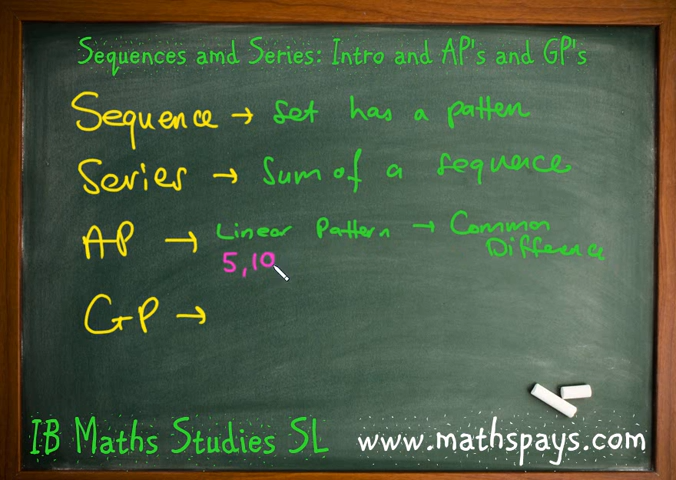 Sequences amd Series: Intro and AP's and GP's
Sequence → Set has a patten
Series → Sum of a sequence
AP → Linear Pattern → Common Difference
5, 10
GP →
IB Maths Studies SL www.mathspays.com